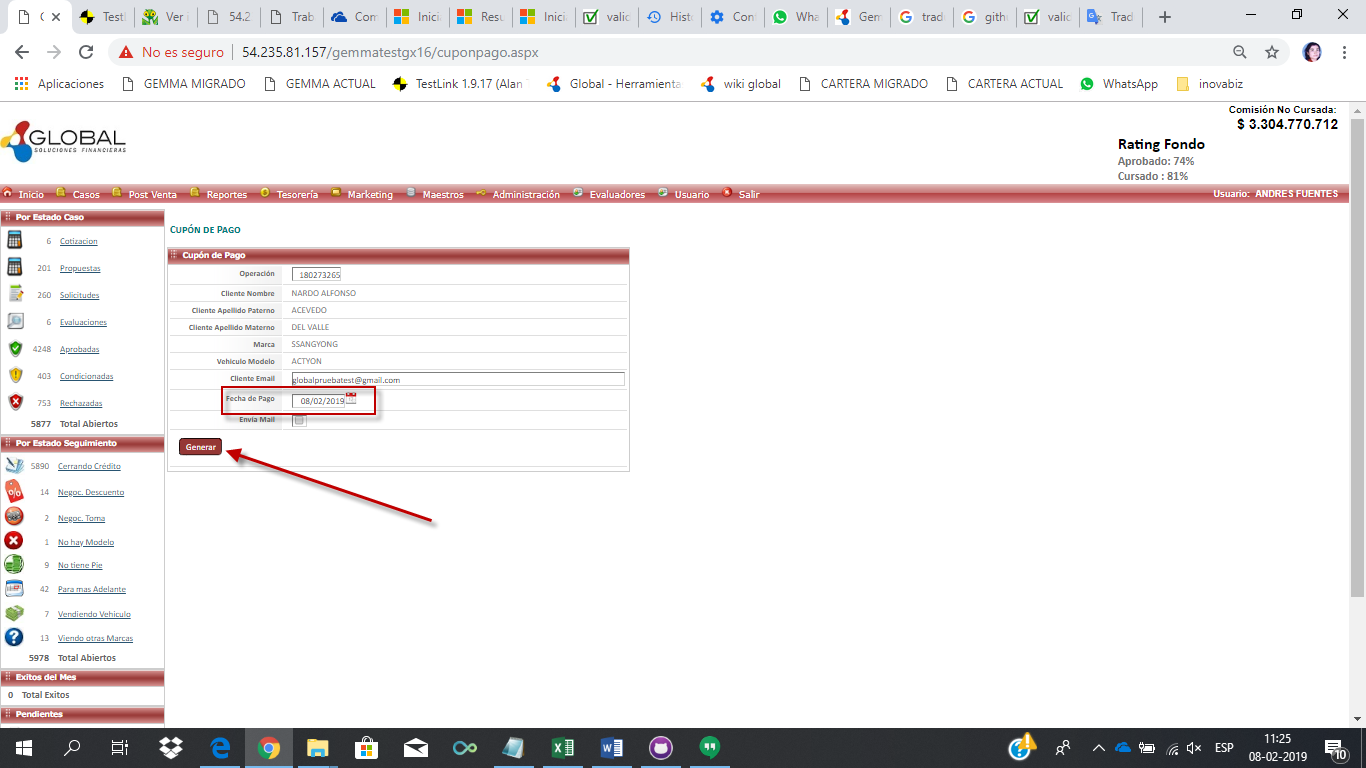 Testl
Ver i
54.2
Trab
Con
Inicia
Resu
Inicia
valid
Histo
Con
Wha
Gem
trad
gith
valid
Trad
No es seguro
54.235.81.157/gemmatestgx16/cuponpago.aspx
Aplicaciones
GEMMA MIGRADO
GEMMA ACTUAL
TestLink 1.9.17 (Alan
Global - Herramienta
wiki global
CARTERA MIGRADO
CARTERA ACTUAL
WhatsApp
inovabiz
Comisión No Cursada:
$ 3.304.770.712
GLOBAL
SOLUCIONES FINANCIERAS
Rating Fondo
Aprobado: 74%
Cursado : 81%
Inicio Casos Post Venta Reportes Tesorería Marketing Maestros Administración Evaluadores Usuario Salir
Usuario: ANDRES FUENTES
Por Estado Caso
6 Cotizacion
201 Propuestas
260 Solicitudes
6 Evaluaciones
4248 Aprobadas
403 Condicionadas
753 Rechazadas
5877 Total Abiertos
Por Estado Seguimiento
5890 Cerrando Crédito
14 Negoc. Descuento
2 Negoc. Toma
1 No hay Modelo
9 No tiene Pie
42 Para mas Adelante
7 Vendiendo Vehiculo
13 Viendo otras Marcas
5978 Total Abiertos
Exitos del Mes
0 Total Exitos
Pendientes
CUPÓN DE PAGO
Cupón de Pago
Operación 180273265
Cliente Nombre NARDO ALFONSO
Cliente Apellido Paterno ACEVEDO
Cliente Apellido Materno DEL VALLE
Marca SSANGYONG
Vehiculo Modelo ACTYON
Cliente Email globalpruebatest@gmail.com
Fecha de Pago 08/02/2019
Envia Mail
Generar
ESP
11:25
08-02-2019
10